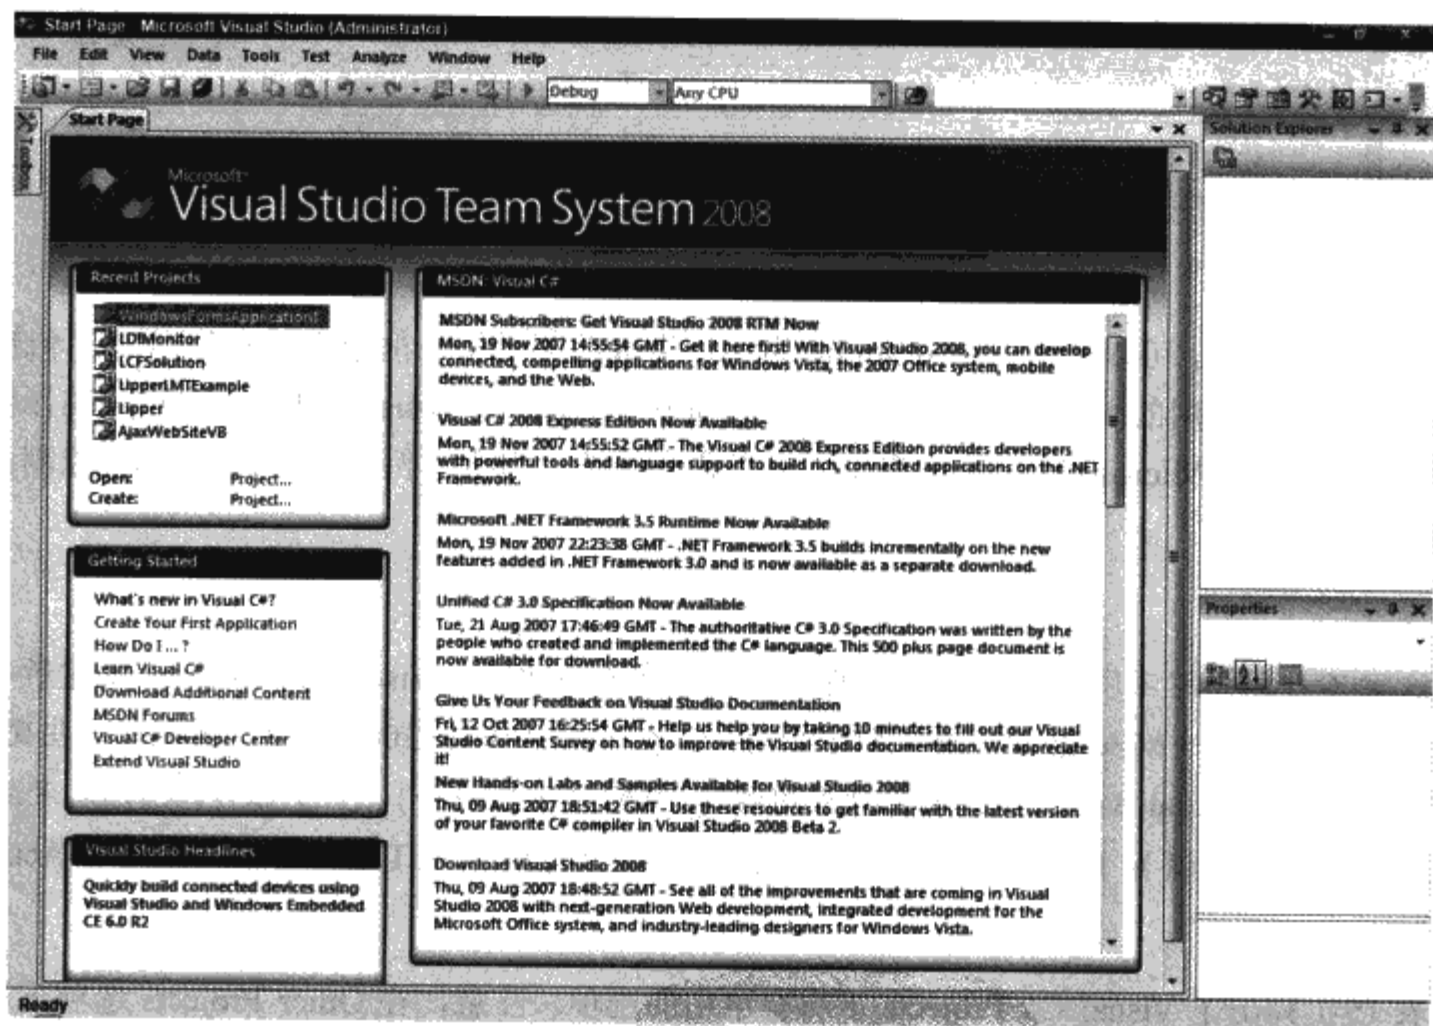 Start Page - Microsoft Visual Studio (Administrator)
File Edit View Data Tools Test Analyze Window Help
Debug Any CPU
Toolbox
Start Page
Solution Explorer
Microsoft
Visual Studio Team System 2008
Recent Projects
WindowsFormsApplication1
LDIMonitor
LCFSolution
LipperLMTExample
Lipper
AjaxWebSiteVB
Open: Project...
Create: Project...
Getting Started
What's new in Visual C#?
Create Your First Application
How Do I ... ?
Learn Visual C#
Download Additional Content
MSDN Forums
Visual C# Developer Center
Extend Visual Studio
Visual Studio Headlines
Quickly build connected devices using
Visual Studio and Windows Embedded
CE 6.0 R2
MSDN: Visual C#
MSDN Subscribers: Get Visual Studio 2008 RTM Now
Mon, 19 Nov 2007 14:55:54 GMT - Get it here first! With Visual Studio 2008, you can develop
connected, compelling applications for Windows Vista, the 2007 Office system, mobile
devices, and the Web.
Visual C# 2008 Express Edition Now Available
Mon, 19 Nov 2007 14:55:52 GMT - The Visual C# 2008 Express Edition provides developers
with powerful tools and language support to build rich, connected applications on the .NET
Framework.
Microsoft .NET Framework 3.5 Runtime Now Available
Mon, 19 Nov 2007 22:23:38 GMT - .NET Framework 3.5 builds incrementally on the new
features added in .NET Framework 3.0 and is now available as a separate download.
Unified C# 3.0 Specification Now Available
Tue, 21 Aug 2007 17:46:49 GMT - The authoritative C# 3.0 Specification was written by the
people who created and implemented the C# language. This 500 plus page document is
now available for download.
Give Us Your Feedback on Visual Studio Documentation
Fri, 12 Oct 2007 16:25:54 GMT - Help us help you by taking 10 minutes to fill out our Visual
Studio Content Survey on how to improve the Visual Studio documentation. We appreciate
it!
New Hands-on Labs and Samples Available for Visual Studio 2008
Thu, 09 Aug 2007 18:51:42 GMT - Use these resources to get familiar with the latest version
of your favorite C# compiler in Visual Studio 2008 Beta 2.
Download Visual Studio 2008
Thu, 09 Aug 2007 18:48:52 GMT - See all of the improvements that are coming in Visual
Studio 2008 with next-generation Web development, integrated development for the
Microsoft Office system, and industry-leading designers for Windows Vista.
Properties
Ready